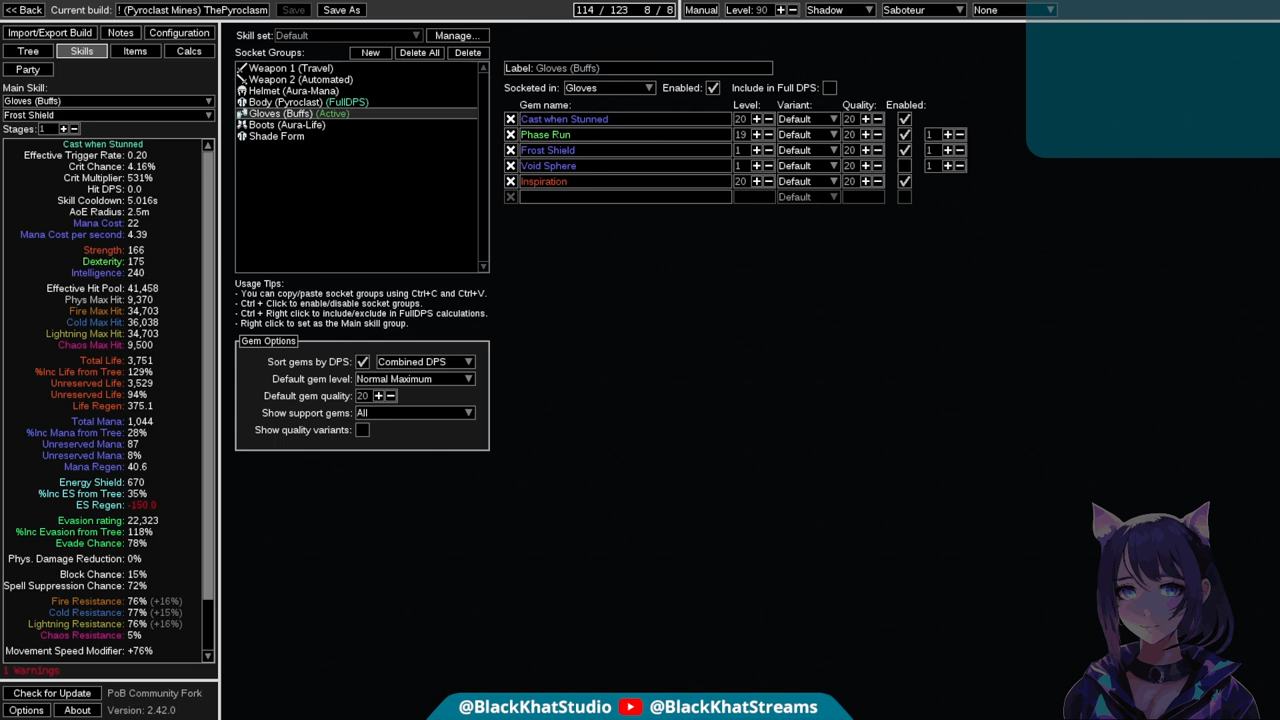 << Back Current build: ! (Pyroclast Mines) ThePyroclasm Save Save As 114 / 123 8 / 8 Manual Level: 90 Shadow Saboteur None
Import/Export Build Notes Configuration
Tree Skills Items Calcs
Party
Main Skill:
Gloves (Buffs)
Frost Shield
Stages: 1
Cast when Stunned
Effective Trigger Rate: 0.20
Crit Chance: 4.16%
Crit Multiplier: 531%
Hit DPS: 0.0
Skill Cooldown: 5.016s
AoE Radius: 2.5m
Mana Cost: 22
Mana Cost per second: 4.39
Strength: 166
Dexterity: 175
Intelligence: 240
Effective Hit Pool: 41,458
Phys Max Hit: 9,370
Fire Max Hit: 34,703
Cold Max Hit: 36,038
Lightning Max Hit: 34,703
Chaos Max Hit: 9,500
Total Life: 3,751
%Inc Life from Tree: 129%
Unreserved Life: 3,529
Unreserved Life: 94%
Life Regen: 375.1
Total Mana: 1,044
%Inc Mana from Tree: 28%
Unreserved Mana: 87
Unreserved Mana: 8%
Mana Regen: 40.6
Energy Shield: 670
%Inc ES from Tree: 35%
ES Regen: -150.0
Evasion rating: 22,323
%Inc Evasion from Tree: 118%
Evade Chance: 78%
Phys. Damage Reduction: 0%
Block Chance: 15%
Spell Suppression Chance: 72%
Fire Resistance: 76% (+16%)
Cold Resistance: 77% (+15%)
Lightning Resistance: 76% (+16%)
Chaos Resistance: 5%
Movement Speed Modifier: +76%
1 Warnings
Check for Update PoB Community Fork
Options About Version: 2.42.0
Skill set: Default Manage...
Socket Groups: New Delete All Delete
Weapon 1 (Travel)
Weapon 2 (Automated)
Helmet (Aura-Mana)
Body (Pyroclast) (FullDPS)
Gloves (Buffs) (Active)
Boots (Aura-Life)
Shade Form
Usage Tips:
- You can copy/paste socket groups using Ctrl+C and Ctrl+V.
- Ctrl + Click to enable/disable socket groups.
- Ctrl + Right click to include/exclude in FullDPS calculations.
- Right click to set as the Main skill group.
Gem Options
Sort gems by DPS: Combined DPS
Default gem level: Normal Maximum
Default gem quality: 20
Show support gems: All
Show quality variants:
Label: Gloves (Buffs)
Socketed in: Gloves Enabled: Include in Full DPS:
Gem name: Level: Variant: Quality: Enabled:
Cast when Stunned 20 Default 20
Phase Run 19 Default 20 1
Frost Shield 1 Default 20 1
Void Sphere 1 Default 20 1
Inspiration 20 Default 20
Default
@BlackKhatStudio @BlackKhatStreams